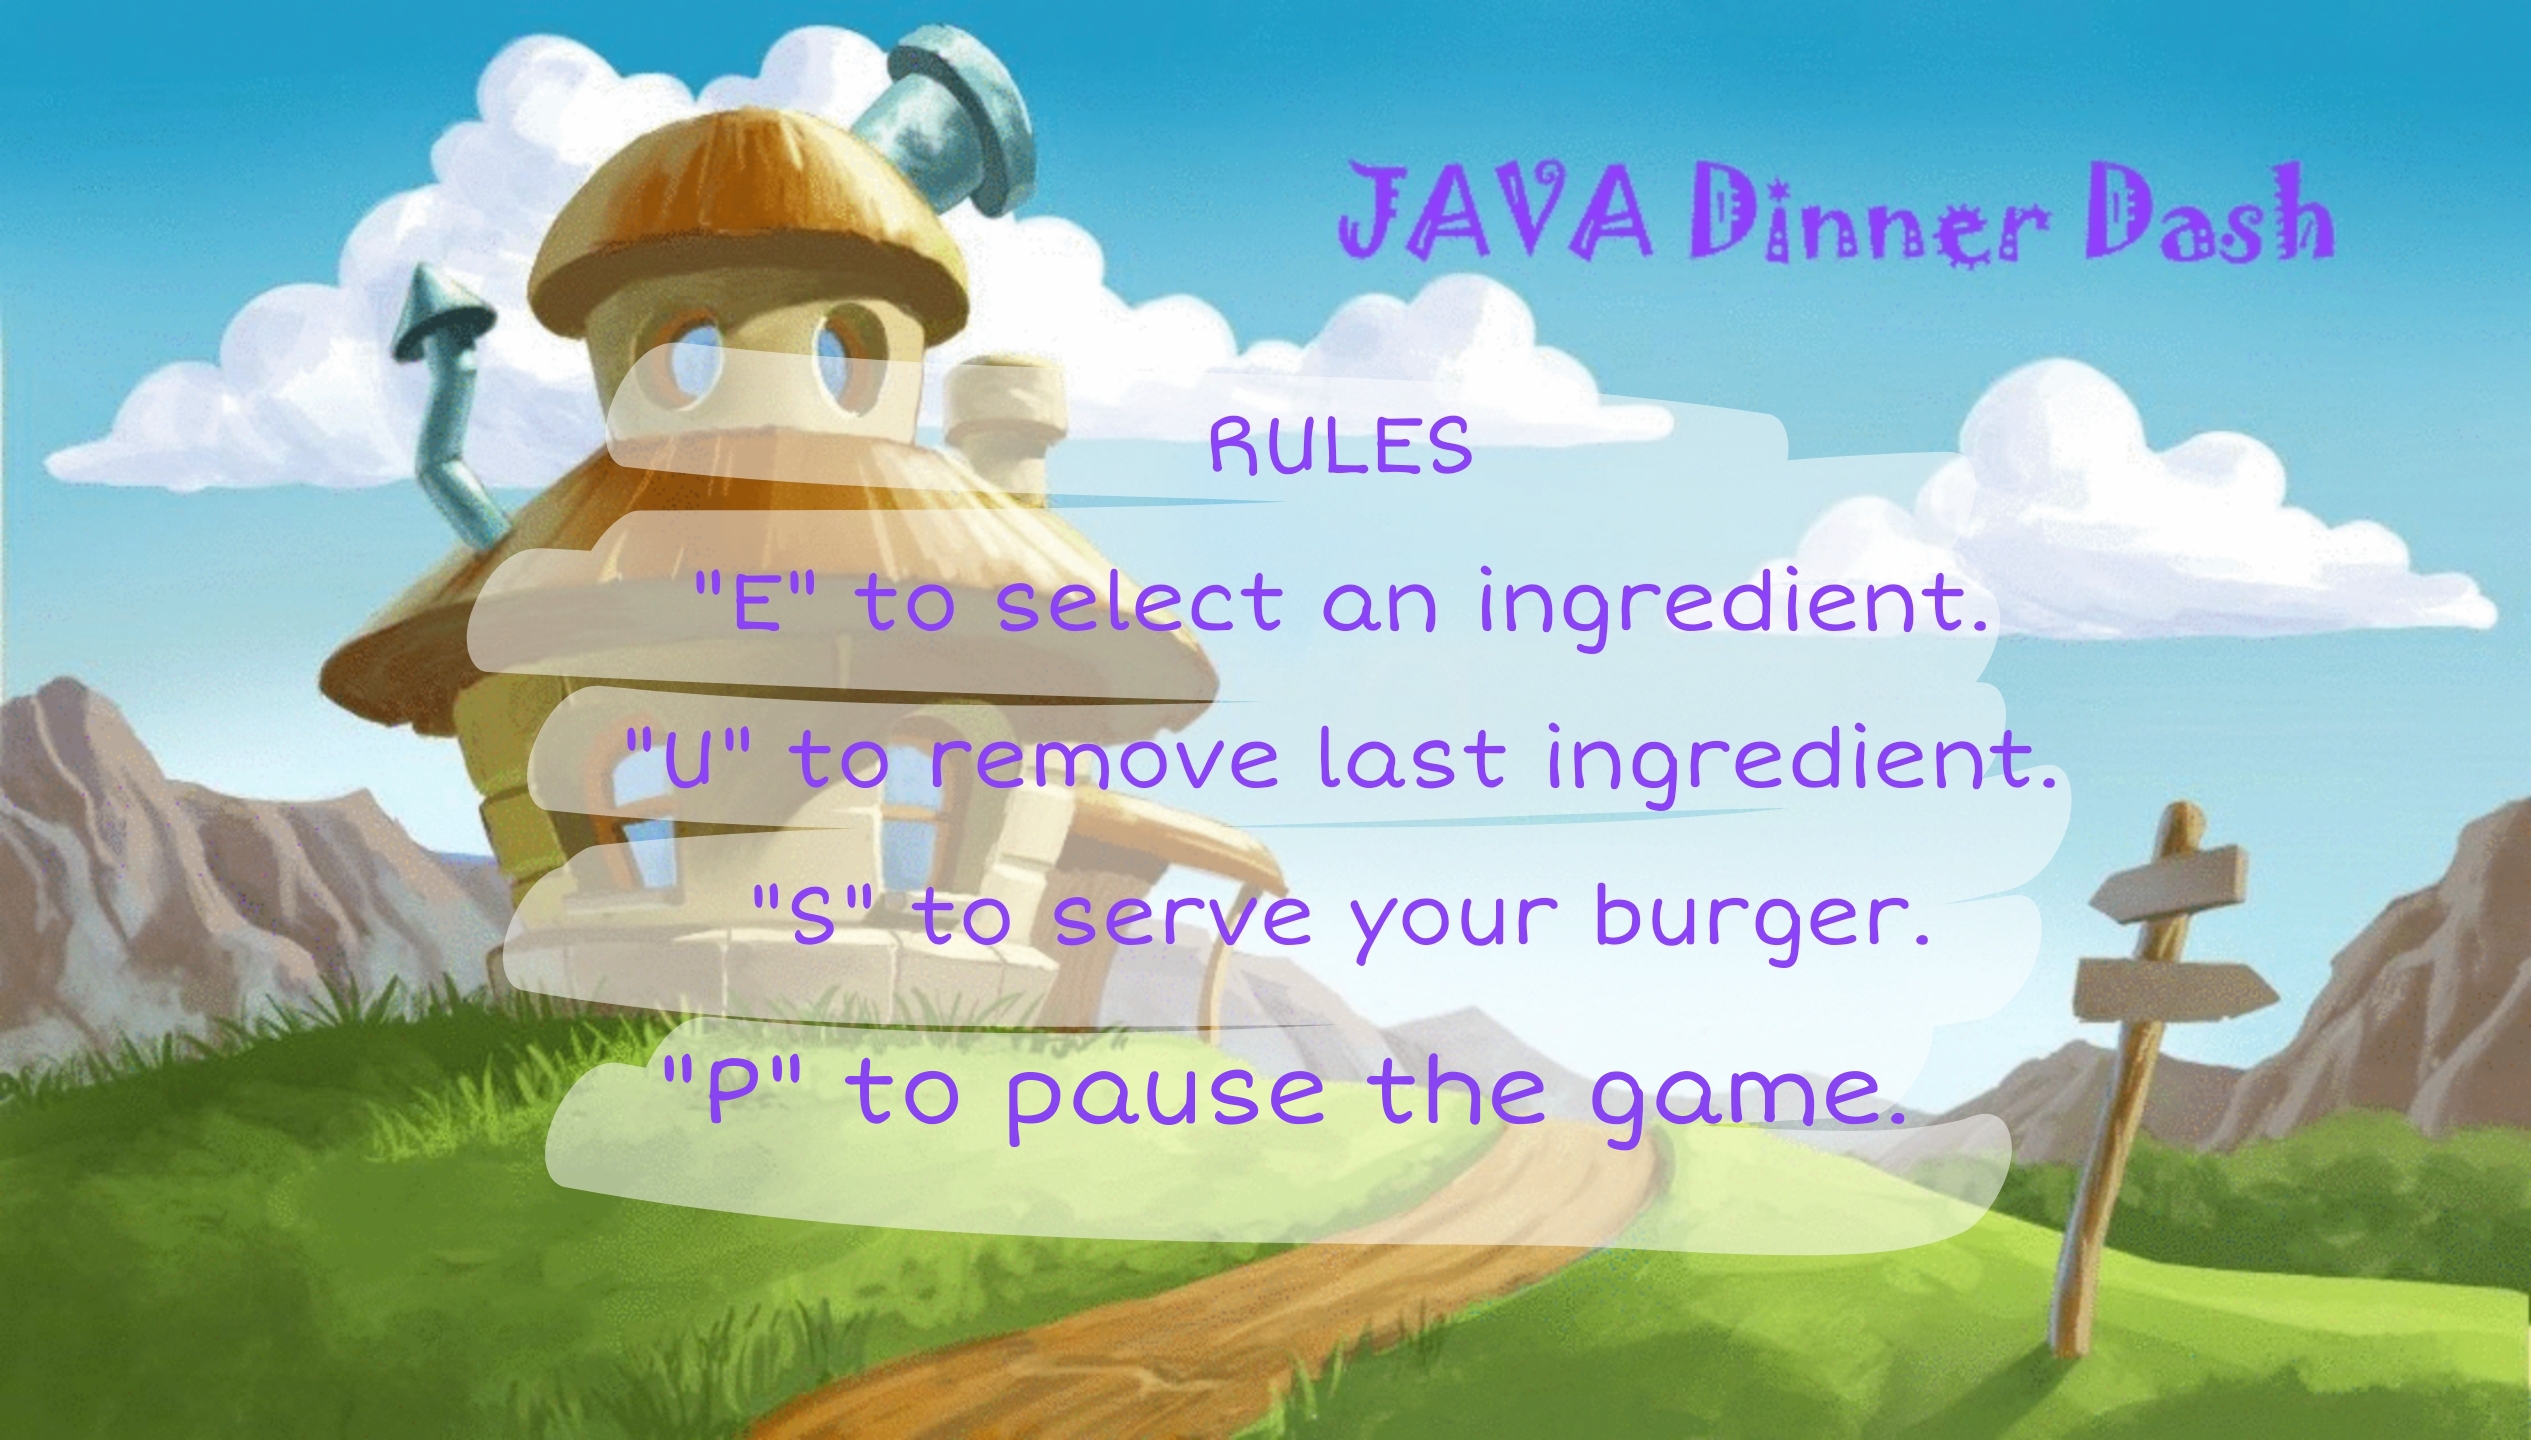 JAVA Dinner Dash
RULES
"E" to select an ingredient.
"U" to remove last ingredient.
"S" to serve your burger.
"P" to pause the game.